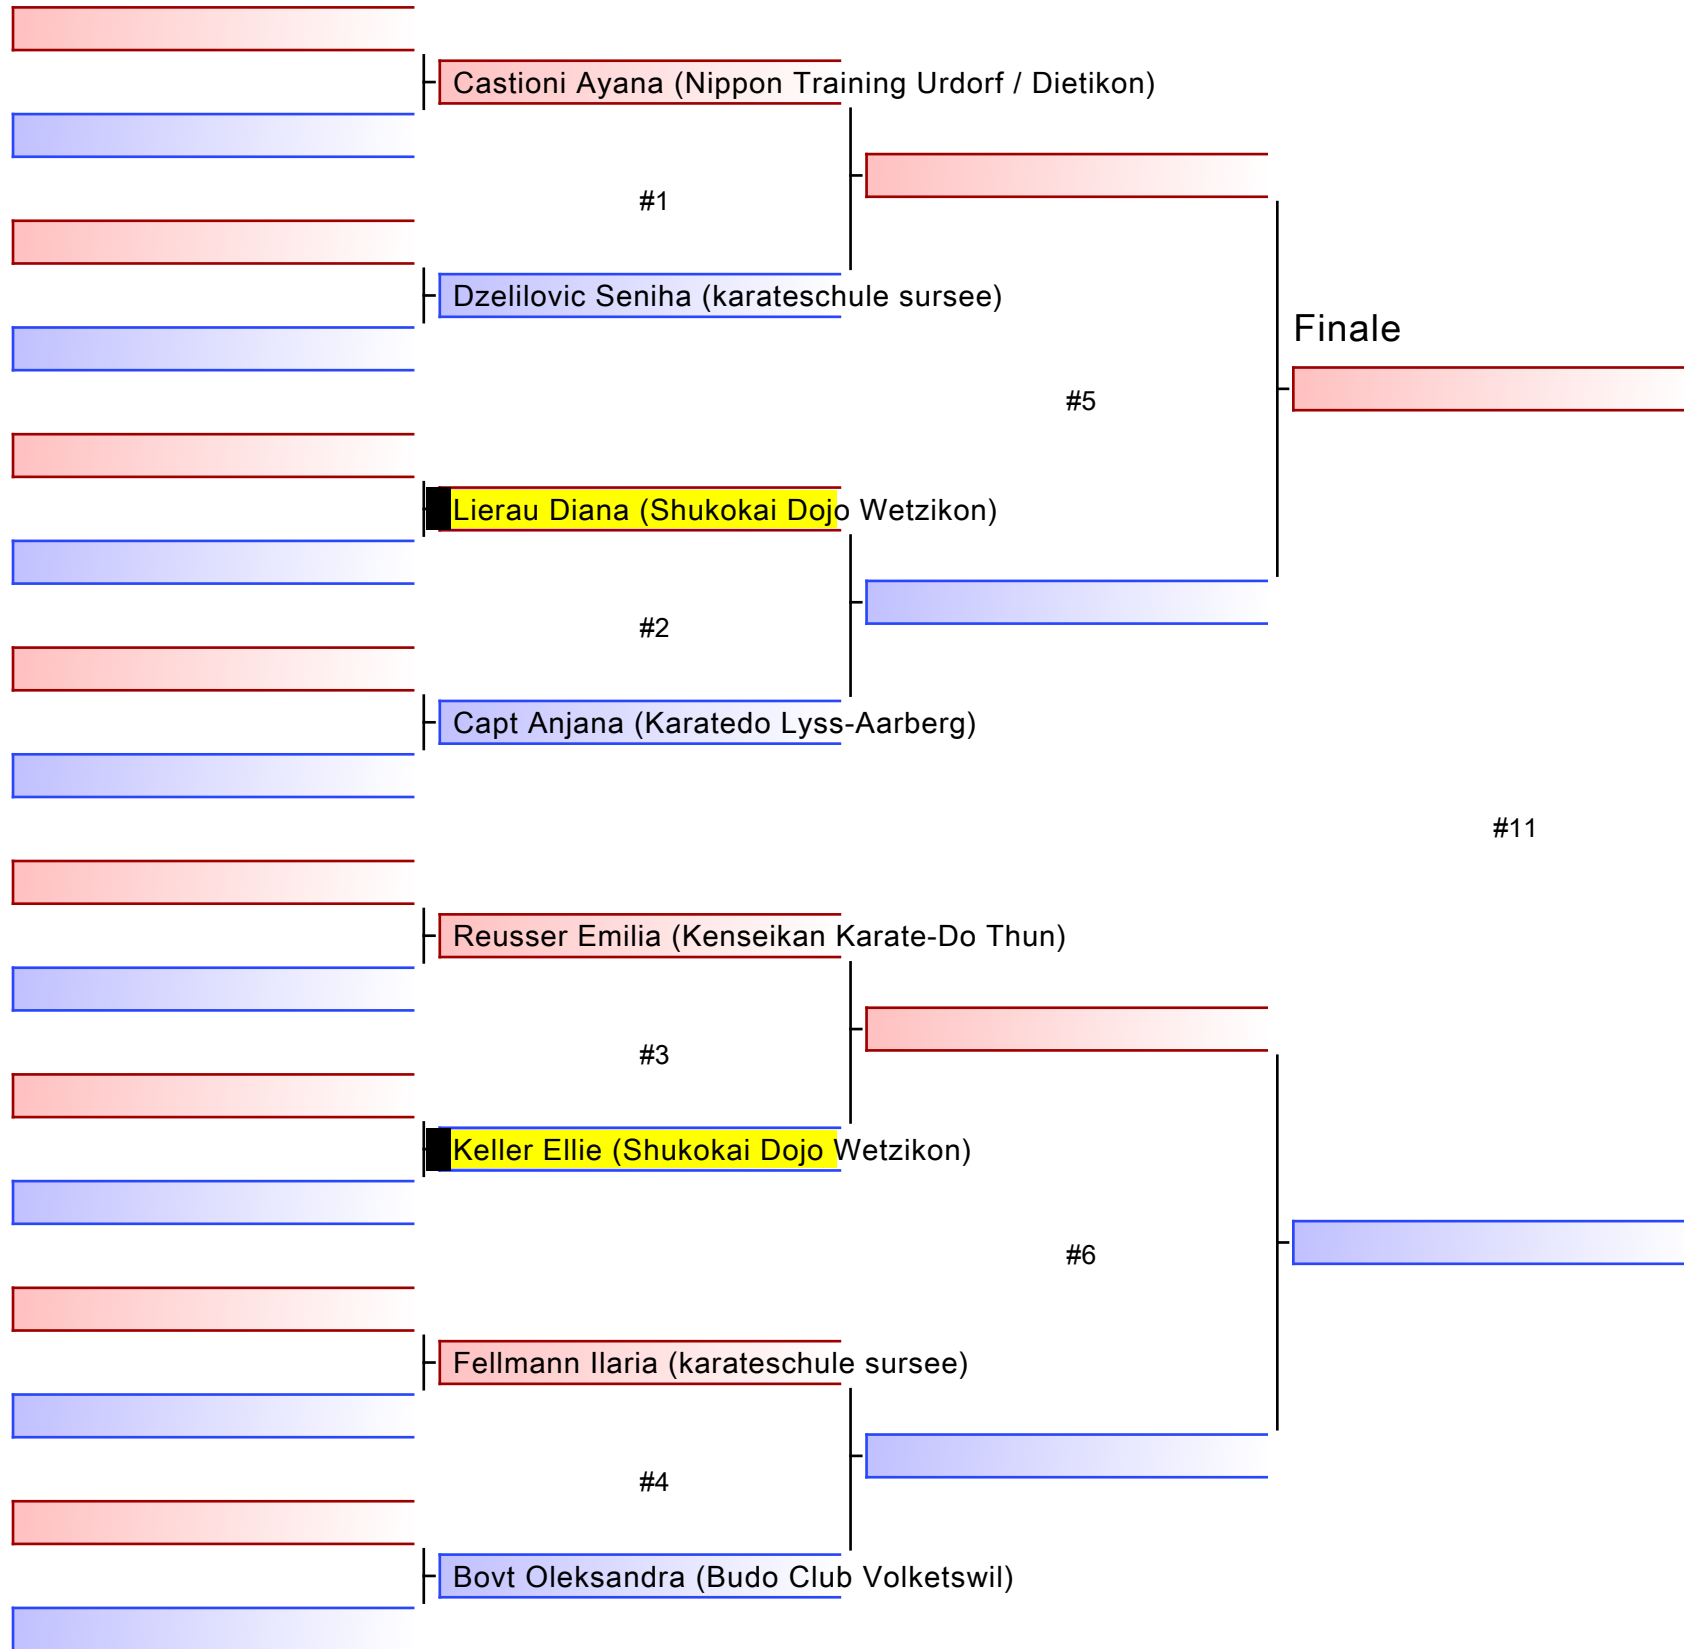 Castioni Ayana (Nippon Training Urdorf / Dietikon)
#1
Dzelilovic Seniha (karateschule sursee)
Finale
#5
Lierau Diana (Shukokai Dojo Wetzikon)
#2
Capt Anjana (Karatedo Lyss-Aarberg)
#11
Reusser Emilia (Kenseikan Karate-Do Thun)
#3
Keller Ellie (Shukokai Dojo Wetzikon)
#6
Fellmann Ilaria (karateschule sursee)
#4
Bovt Oleksandra (Budo Club Volketswil)